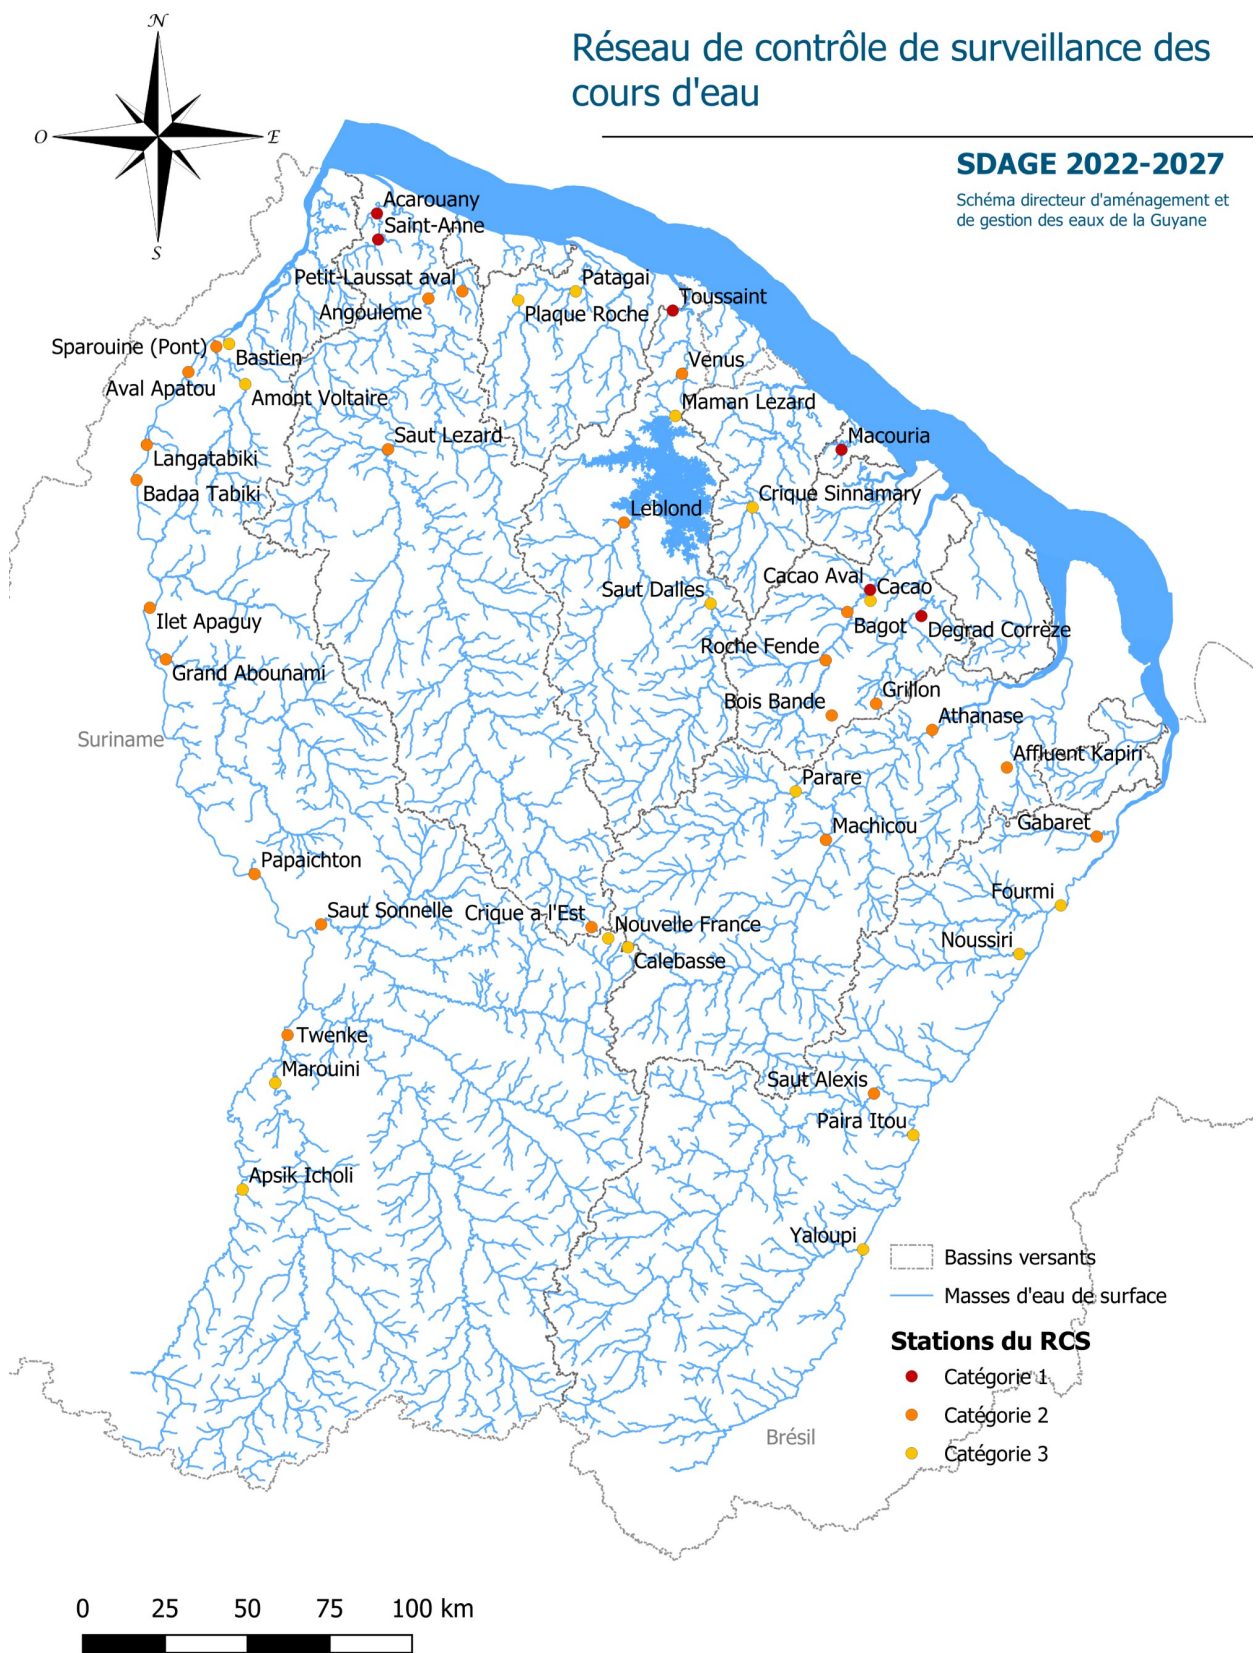 N
Réseau de contrôle de surveillance des
cours d'eau
O
E
S
SDAGE 2022-2027
Schéma directeur d'aménagement et
de gestion des eaux de la Guyane
Acarouany
Saint-Anne
Petit-Laussat aval
Patagai
Angouleme
Plaque Roche
Toussaint
Sparouine (Pont)
Bastien
Venus
Aval Apatou
Amont Voltaire
Maman Lezard
Saut Lezard
Macouria
Langatabiki
Badaa Tabiki
Crique Sinnamary
Leblond
Cacao Aval
Cacao
Saut Dalles
Ilet Apaguy
Bagot
Degrad Corrèze
Roche Fende
Grand Abounami
Grillon
Bois Bande
Athanase
Suriname
Affluent Kapiri
Parare
Machicou
Gabaret
Papaichton
Fourmi
Saut Sonnelle
Crique a-l'Est
Nouvelle France
Noussiri
Calebasse
Twenke
Marouini
Saut Alexis
Paira Itou
Apsik Icholi
Yaloupi
Bassins versants
Masses d'eau de surface
Stations du RCS
Catégorie 1
Catégorie 2
Catégorie 3
Brésil
0 25 50 75 100 km